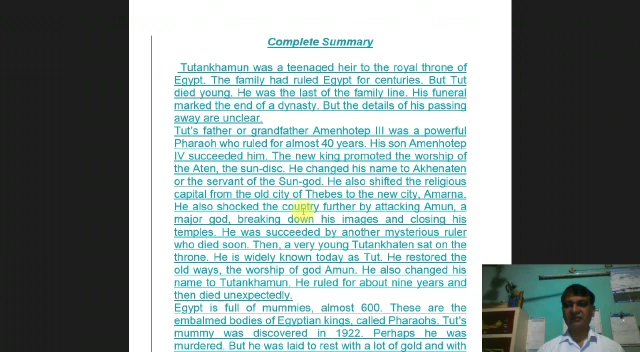 Complete Summary
Tutankhamun was a teenaged heir to the royal throne of
Egypt. The family had ruled Egypt for centuries. But Tut
died young. He was the last of the family line. His funeral
marked the end of a dynasty. But the details of his passing
away are unclear.
Tut's father or grandfather Amenhotep III was a powerful
Pharaoh who ruled for almost 40 years. His son Amenhotep
IV succeeded him. The new king promoted the worship of
the Aten, the sun-disc. He changed his name to Akhenaten
or the servant of the Sun-god. He also shifted the religious
capital from the old city of Thebes to the new city, Amarna.
He also shocked the country further by attacking Amun, a
major god, breaking down his images and closing his
temples. He was succeeded by another mysterious ruler
who died soon. Then, a very young Tutankhaten sat on the
throne. He is widely known today as Tut. He restored the
old ways, the worship of god Amun. He also changed his
name to Tutankhamun. He ruled for about nine years and
then died unexpectedly.
Egypt is full of mummies, almost 600. These are the
embalmed bodies of Egyptian kings, called Pharaohs. Tut's
mummy was discovered in 1922. Perhaps he was
murdered. But he was laid to rest with a lot of gold and with